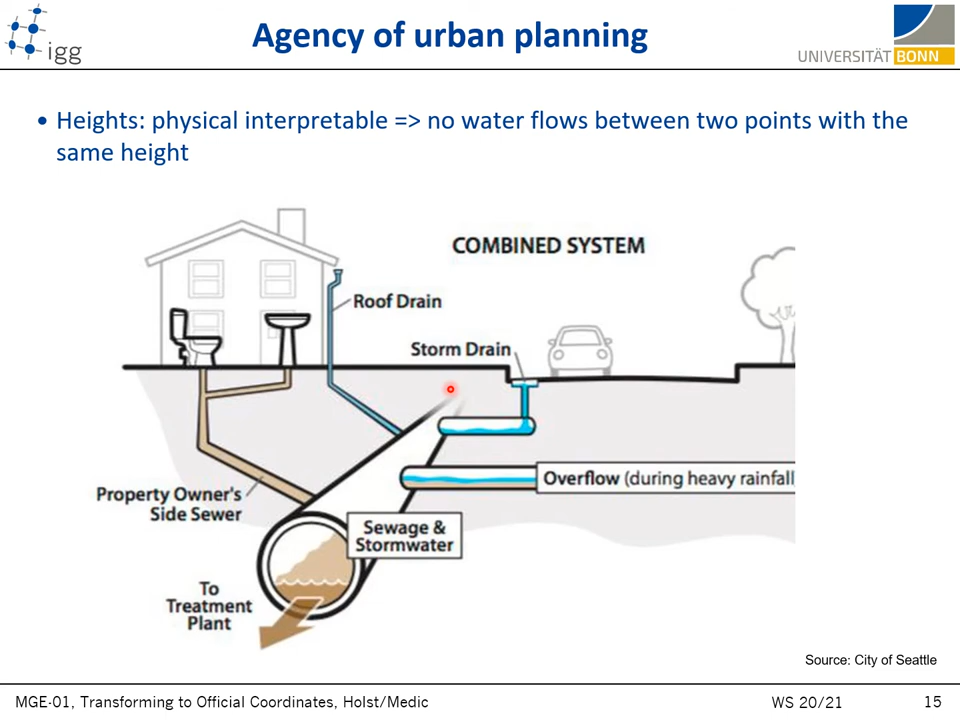 igg
Agency of urban planning
UNIVERSITÄT BONN
• Heights: physical interpretable => no water flows between two points with the
same height
COMBINED SYSTEM
Roof Drain
Storm Drain
Overflow (during heavy rainfall
Property Owner's
Side Sewer
Sewage &
Stormwater
To
Treatment
Plant
Source: City of Seattle
MGE-01, Transforming to Official Coordinates, Holst/Medic
WS 20/21
15